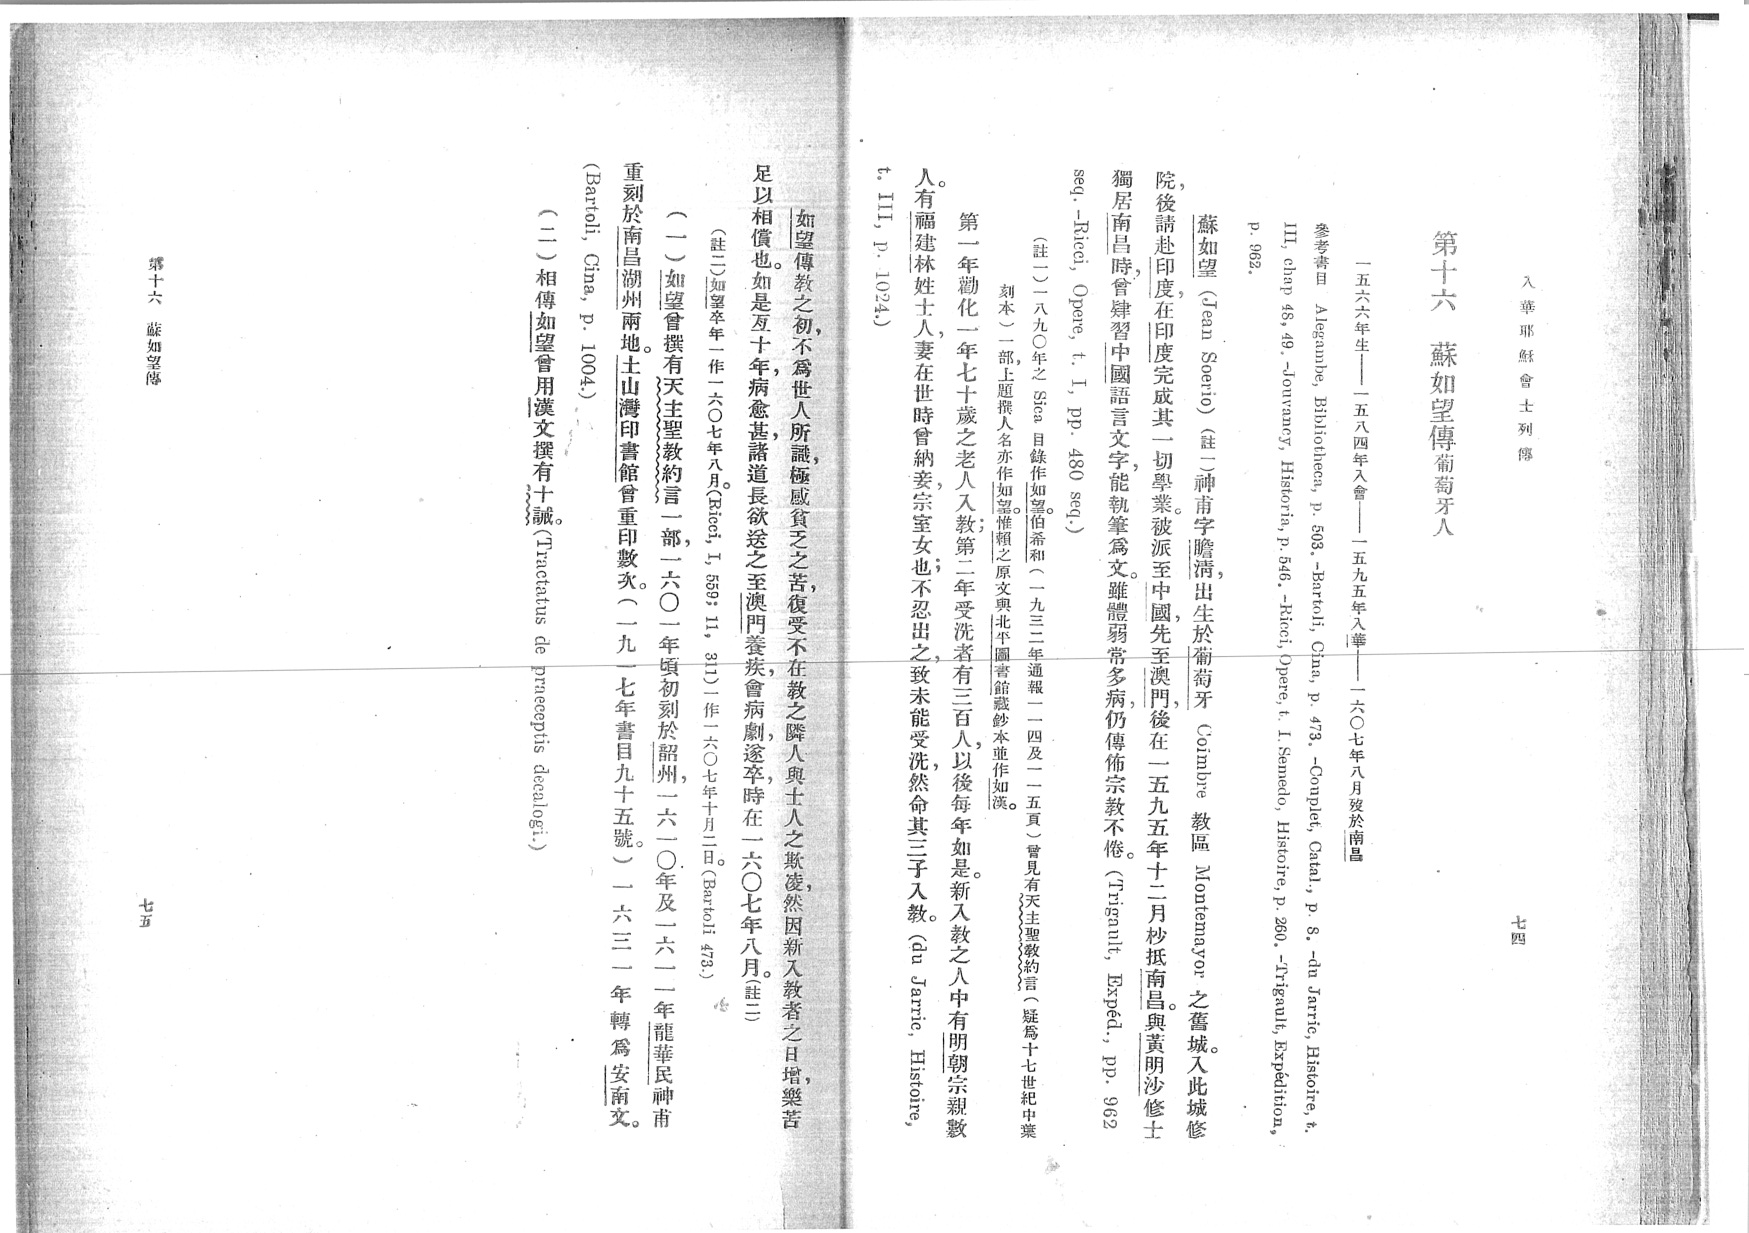 入華耶穌會士列傳
七四
第十六　蘇如望傳葡萄牙人
一五六六年生——一五八四年入會——一五九五年入華——一六〇七年八月歿於南昌
參考書目　Alegambe, Bibliotheca, p. 503. –Bartoli, Cina, p. 473. –Couplet, Catal., p. 8. –du Jarric, Histoire, t.
III, chap 48, 49. –Jouvancy, Historia, p. 546. –Ricci, Opere, t. I. Semedo, Histoire, p. 260. –Trigault, Expédition,
p. 962.
蘇如望 (Jean Soerio)（註一）神甫字瞻淸，出生於葡萄牙 Coimbre 教區 Montemayor 之舊城。入此城修
院，後請赴印度，在印度完成其一切學業。被派至中國，先至澳門，後在一五九五年十二月杪抵南昌。與黃明沙修士
獨居南昌時，曾肄習中國語言文字，能執筆爲文。雖體弱常多病，仍傳佈宗教不倦。(Trigault, Expéd., pp. 962
seq. –Ricci, Opere, t. I, pp. 480 seq.)
（註一）一八九〇年之 Sica 目錄作如望。伯希和（一九三二年通報一一四及一一五頁）曾見有天主聖教約言（疑爲十七世紀中葉
刻本）一部，上題撰人名亦作如望。惟賴之原文與北平圖書館藏鈔本並作如漢。
第一年勸化一年七十歲之老人入教；第二年受洗者有三百人，以後每年如是。新入教之人中有明朝宗親數
人。有福建林姓士人，妻在世時曾納妾，宗室女也；不忍出之，致未能受洗，然命其三子入教。(du Jarric, Histoire,
t. III, p. 1024.)
如望傳教之初，不爲世人所識，極感貧乏之苦，復受不在教之隣人與士人之欺凌，然因新入教者之日增，樂苦
足以相償也。如是亙十年，病愈甚，諸道長欲送之至澳門養疾，會病劇，遂卒，時在一六〇七年八月。（註二）
（註二）如望卒年一作一六〇七年八月。(Ricci, I, 559; 11, 311)一作一六〇七年十月二日。(Bartoli 473.)
（一）如望曾撰有天主聖教約言一部，一六〇一年頃初刻於韶州，一六一〇年及一六一一年龍華民神甫
重刻於南昌湖州兩地。土山灣印書館曾重印數次。（一九一七年書目九十五號。）一六三一年轉爲安南文。
(Bartoli, Cina, p. 1004.)
（二）相傳如望曾用漢文撰有十誡。(Tractatus de praeceptis decalogi.)
第十六　蘇如望傳
七五